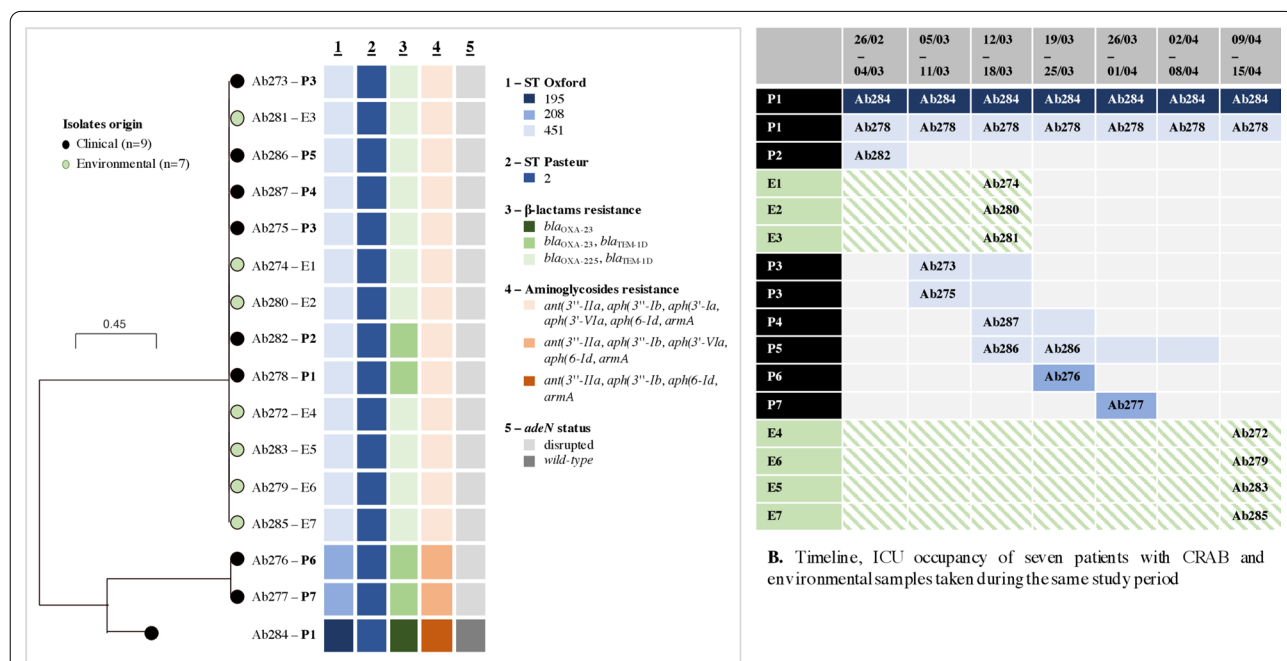 1 2 3 4 5
Isolates origin
Clinical (n=9)
Environmental (n=7)
0.45
Ab273 – P3
Ab281 – E3
Ab286 – P5
Ab287 – P4
Ab275 – P3
Ab274 – E1
Ab280 – E2
Ab282 – P2
Ab278 – P1
Ab272 – E4
Ab283 – E5
Ab279 – E6
Ab285 – E7
Ab276 – P6
Ab277 – P7
Ab284 – P1
1 – ST Oxford
195
208
451
2 – ST Pasteur
2
3 – β-lactams resistance
blaOXA-23
blaOXA-23, blaTEM-1D
blaOXA-225, blaTEM-1D
4 – Aminoglycosides resistance
ant(3''-IIa, aph(3''-Ib, aph(3'-Ia,
aph(3'-VIa, aph(6-Id, armA
ant(3''-IIa, aph(3''-Ib, aph(3'-VIa,
aph(6-Id, armA
ant(3''-IIa, aph(3''-Ib, aph(6-Id,
armA
5 – adeN status
disrupted
wild-type
26/02 05/03 12/03 19/03 26/03 02/04 09/04
– – – – – – –
04/03 11/03 18/03 25/03 01/04 08/04 15/04
P1 Ab284 Ab284 Ab284 Ab284 Ab284 Ab284 Ab284
P1 Ab278 Ab278 Ab278 Ab278 Ab278 Ab278 Ab278
P2 Ab282
E1 Ab274
E2 Ab280
E3 Ab281
P3 Ab273
P3 Ab275
P4 Ab287
P5 Ab286 Ab286
P6 Ab276
P7 Ab277
E4 Ab272
E6 Ab279
E5 Ab283
E7 Ab285
B. Timeline, ICU occupancy of seven patients with CRAB and
environmental samples taken during the same study period